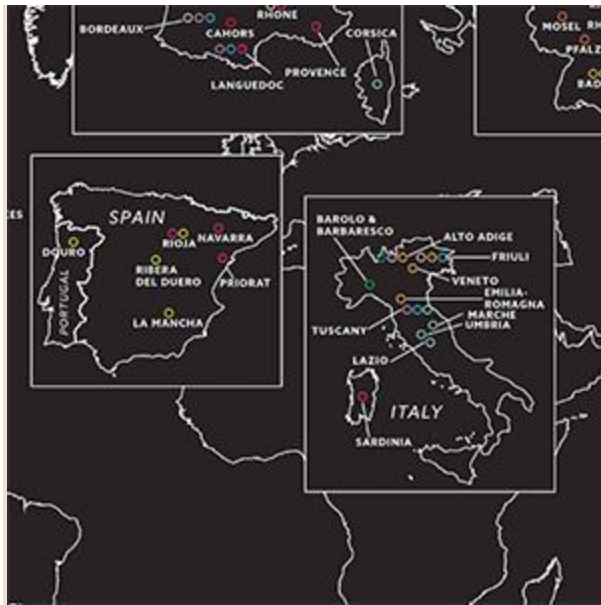 RHONE
BORDEAUX
CAHORS
CORSICA
PROVENCE
LANGUEDOC
MOSEL
PFALZ
SPAIN
DOURO
RIOJA
NAVARRA
RIBERA
DEL DUERO
PRIORAT
PORTUGAL
LA MANCHA
BAROLO &
BARBARESCO
ALTO ADIGE
FRIULI
VENETO
EMILIA-
ROMAGNA
TUSCANY
MARCHE
UMBRIA
LAZIO
ITALY
SARDINIA